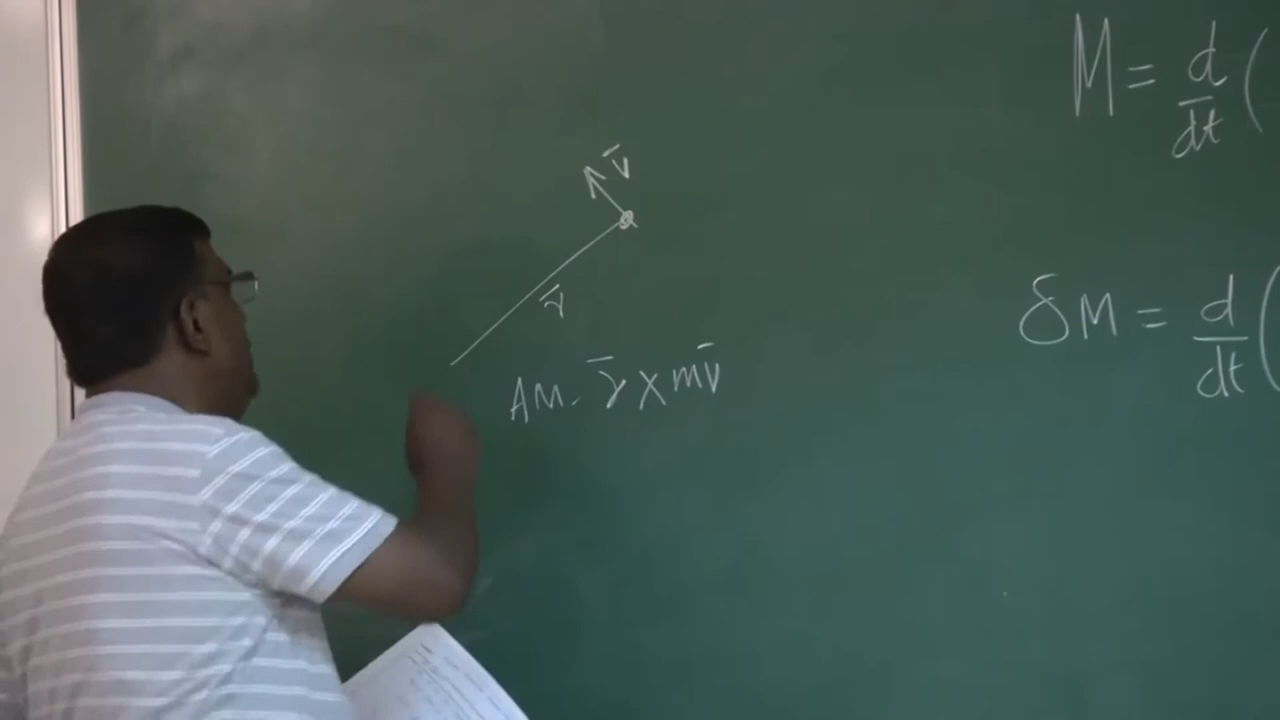 M = d/dt (
v̄
r̄
δM = d/dt (
AM. r̄ × mv̄